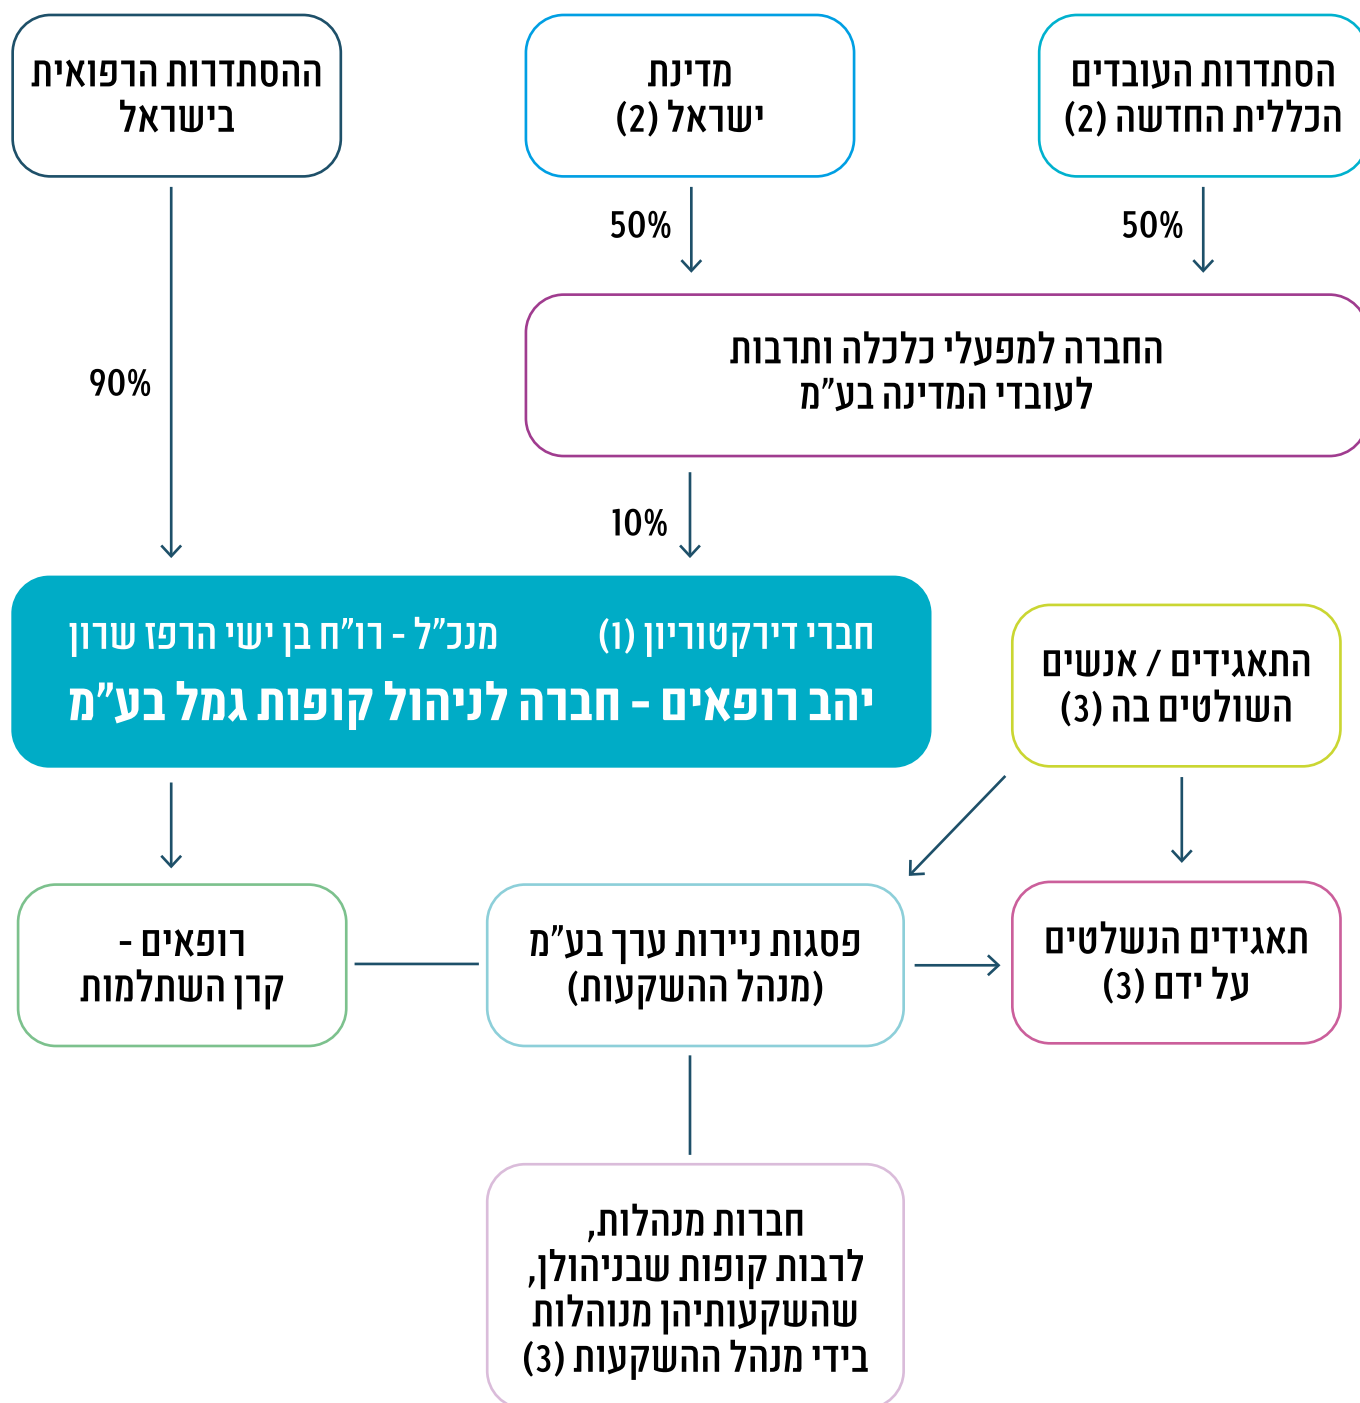 הסתדרות העובדים
הכללית החדשה (2)
מדינת
ישראל (2)
ההסתדרות הרפואית
בישראל
50%
50%
90%
החברה למפעלי כלכלה ותרבות
לעובדי המדינה בע"מ
10%
חברי דירקטוריון (1)
מנכ"ל - רו"ח בן ישי הרפז שרון
יהב רופאים - חברה לניהול קופות גמל בע"מ
התאגידים / אנשים
השולטים בה (3)
תאגידים הנשלטים
על ידם (3)
פסגות ניירות ערך בע"מ
(מנהל ההשקעות)
רופאים -
קרן השתלמות
חברות מנהלות,
לרבות קופות שבניהולן,
שהשקעותיהן מנוהלות
בידי מנהל ההשקעות (3)